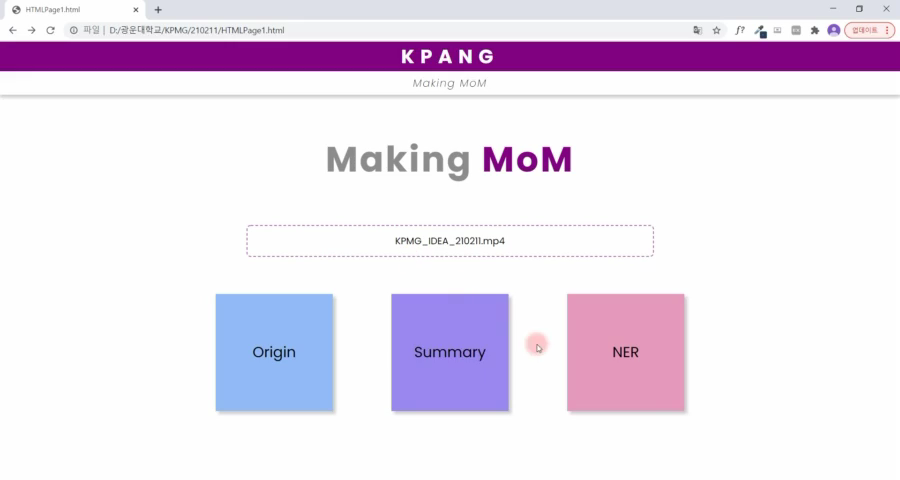 HTMLPage1.html
파일 | D:/광운대학교/KPMG/210211/HTMLPage1.html
f?
업데이트
KPANG
Making MoM
Making MoM
KPMG_IDEA_210211.mp4
Origin
Summary
NER